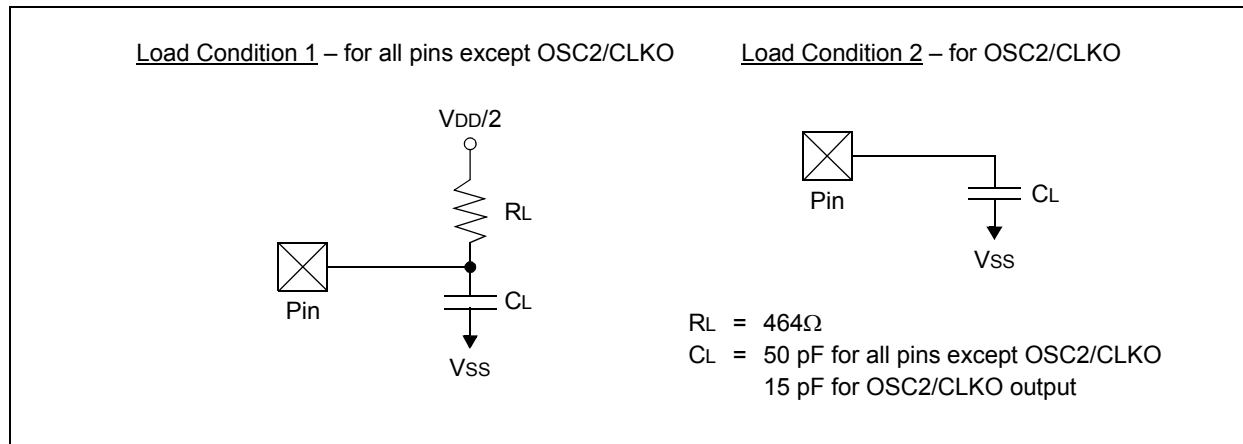 Load Condition 1 – for all pins except OSC2/CLKO
VDD/2
RL
Pin
CL
VSS
Load Condition 2 – for OSC2/CLKO
Pin
CL
VSS
RL = 464Ω
CL = 50 pF for all pins except OSC2/CLKO
15 pF for OSC2/CLKO output